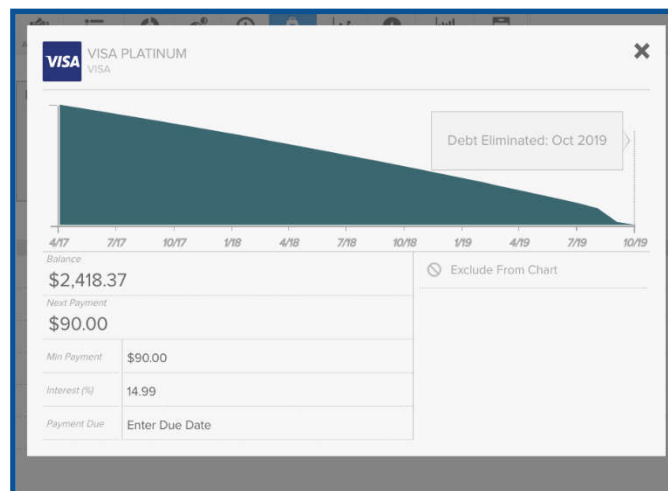 VISA
VISA PLATINUM
VISA
Debt Eliminated: Oct 2019
4/17 7/17 10/17 1/18 4/18 7/18 10/18 1/19 4/19 7/19 10/19
Balance
$2,418.37
Exclude From Chart
Next Payment
$90.00
Min Payment $90.00
Interest (%) 14.99
Payment Due Enter Due Date